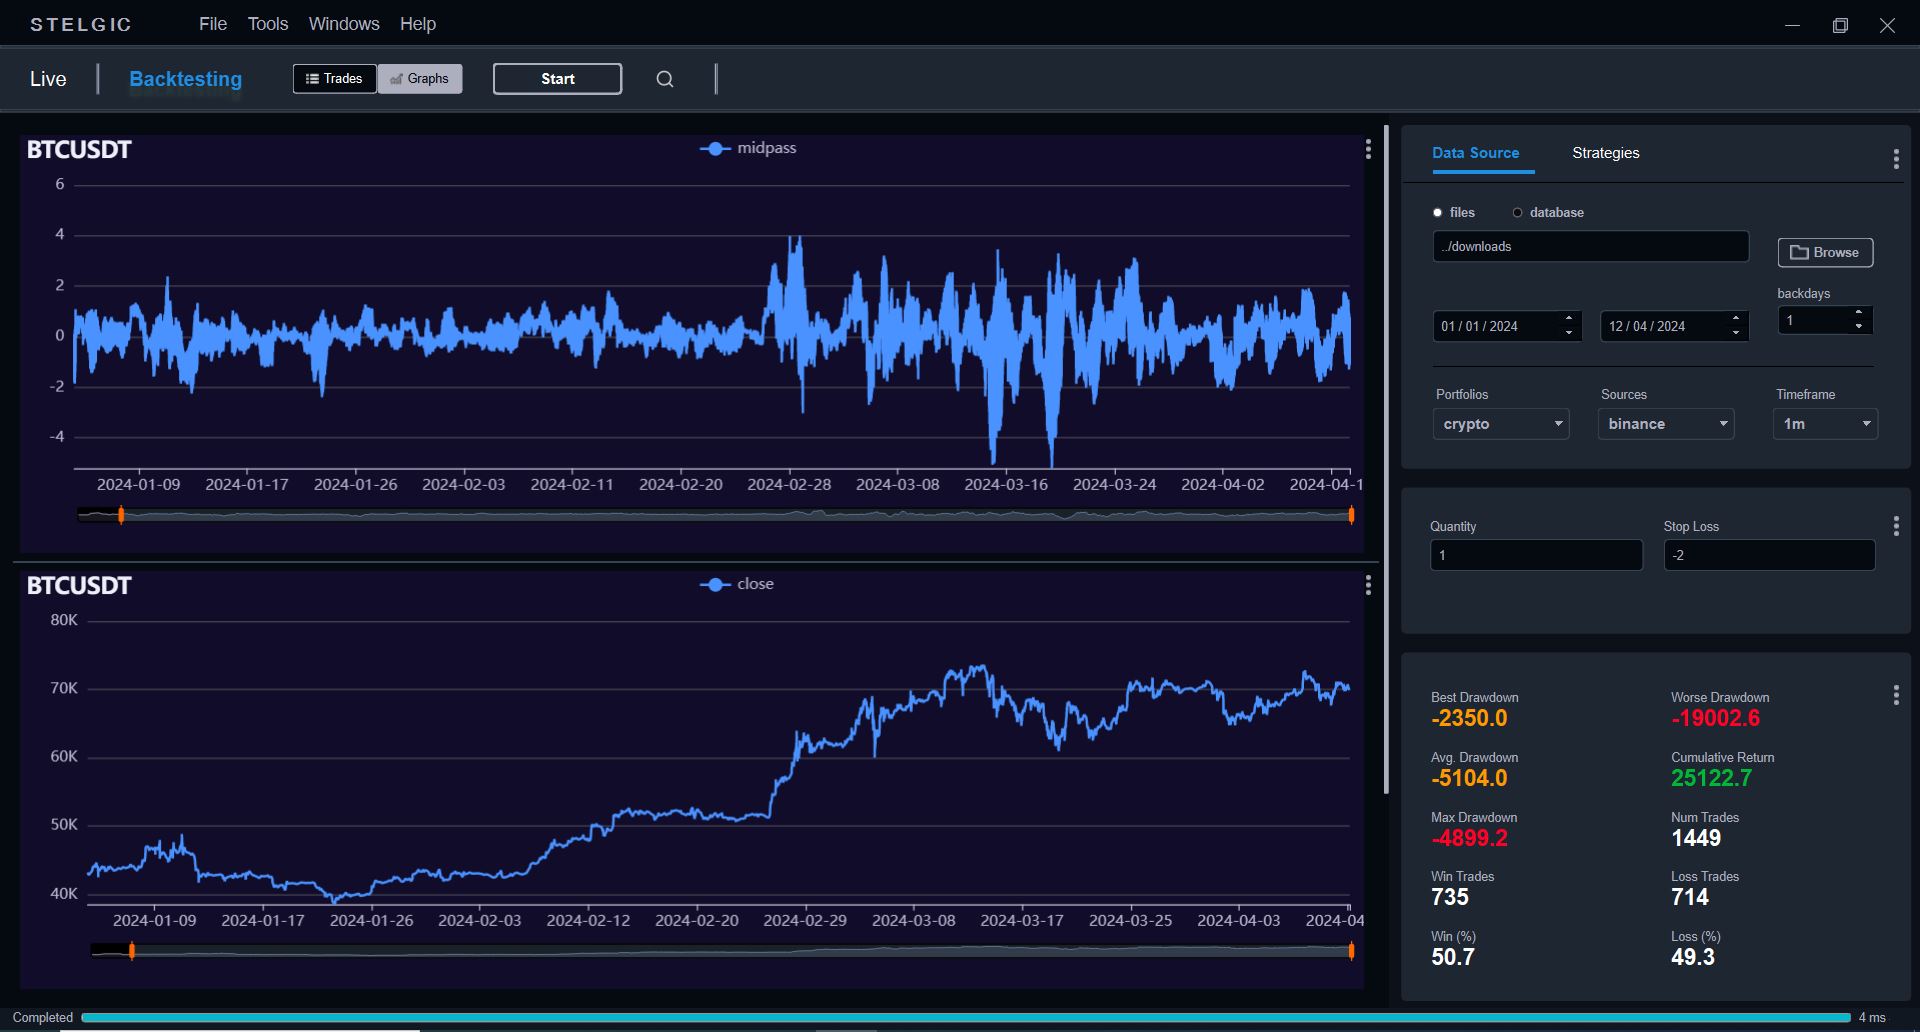 STELGIC File Tools Windows Help
Live Backtesting Trades Graphs Start
BTCUSDT
midpass
6
4
2
0
-2
-4
2024-01-09 2024-01-17 2024-01-26 2024-02-03 2024-02-11 2024-02-20 2024-02-28 2024-03-08 2024-03-16 2024-03-24 2024-04-02 2024-04-1
BTCUSDT
close
80K
70K
60K
50K
40K
2024-01-09 2024-01-17 2024-01-26 2024-02-03 2024-02-12 2024-02-20 2024-02-29 2024-03-08 2024-03-17 2024-03-25 2024-04-03 2024-04
Data Source Strategies
files database
../downloads
Browse
backdays
01 / 01 / 2024 12 / 04 / 2024 1
Portfolios Sources Timeframe
crypto binance 1m
Quantity Stop Loss
1 -2
Best Drawdown Worse Drawdown
-2350.0 -19002.6
Avg. Drawdown Cumulative Return
-5104.0 25122.7
Max Drawdown Num Trades
-4899.2 1449
Win Trades Loss Trades
735 714
Win (%) Loss (%)
50.7 49.3
Completed 4 ms